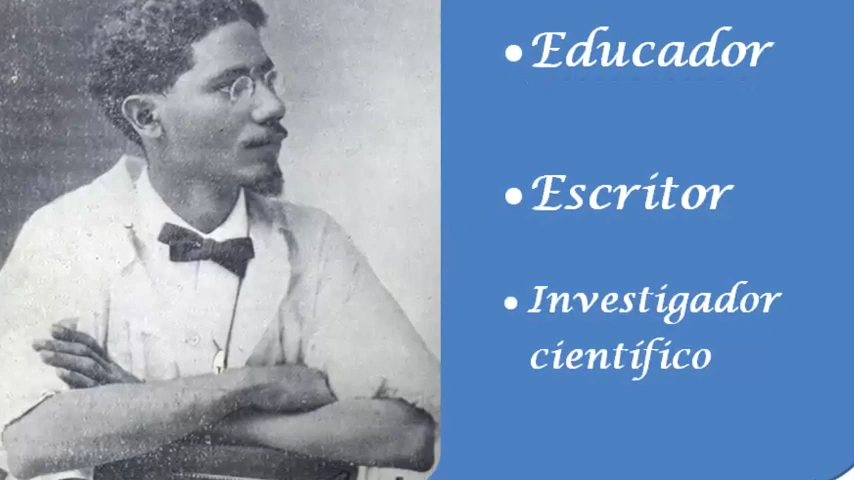 • Educador
• Escritor
• Investigador
científico